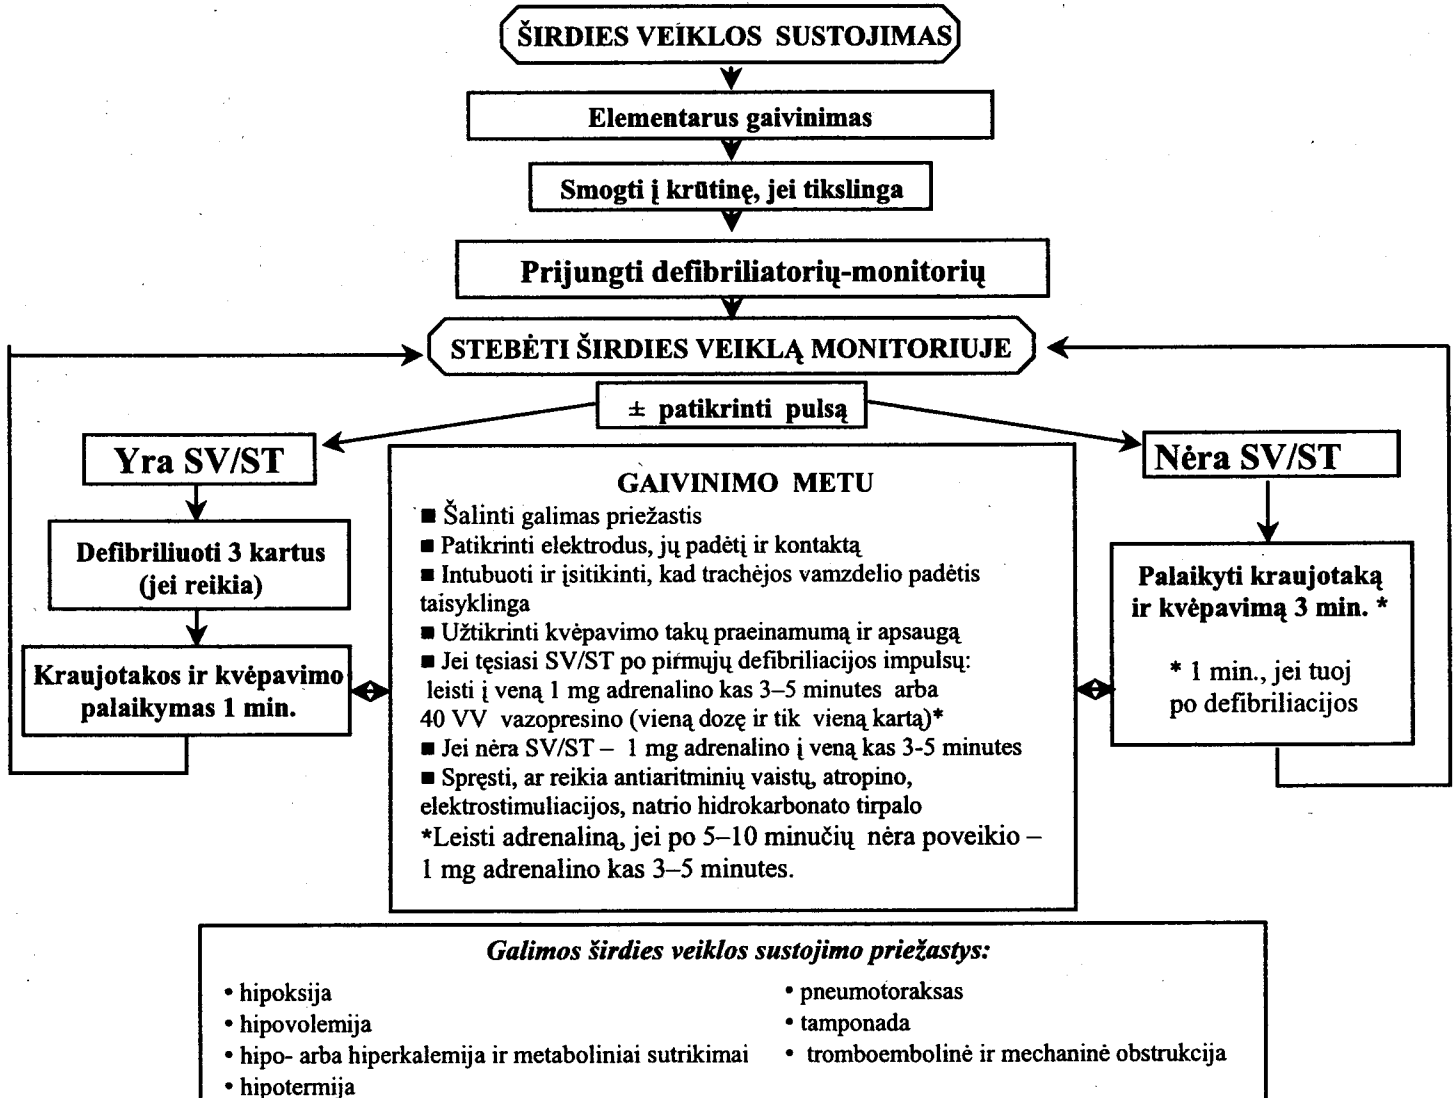 ŠIRDIES VEIKLOS SUSTOJIMAS
Elementarus gaivinimas
Smogti į krūtinę, jei tikslinga
Prijungti defibriliatorių-monitorių
STEBĖTI ŠIRDIES VEIKLĄ MONITORIUJE
± patikrinti pulsą
Yra SV/ST
Defibriliuoti 3 kartus
(jei reikia)
Kraujotakos ir kvėpavimo
palaikymas 1 min.
GAIVINIMO METU
■ Šalinti galimas priežastis
■ Patikrinti elektrodus, jų padėtį ir kontaktą
■ Intubuoti ir įsitikinti, kad trachėjos vamzdelio padėtis
taisyklinga
■ Užtikrinti kvėpavimo takų praeinamumą ir apsaugą
■ Jei tęsiasi SV/ST po pirmųjų defibriliacijos impulsų:
leisti į veną 1 mg adrenalino kas 3–5 minutes arba
40 VV vazopresino (vieną dozę ir tik vieną kartą)*
■ Jei nėra SV/ST – 1 mg adrenalino į veną kas 3-5 minutes
■ Spręsti, ar reikia antiaritminių vaistų, atropino,
elektrostimuliacijos, natrio hidrokarbonato tirpalo
*Leisti adrenaliną, jei po 5–10 minučių nėra poveikio –
1 mg adrenalino kas 3–5 minutes.
Nėra SV/ST
Palaikyti kraujotaką
ir kvėpavimą 3 min. *
* 1 min., jei tuoj
po defibriliacijos
Galimos širdies veiklos sustojimo priežastys:
• hipoksija
• hipovolemija
• hipo- arba hiperkalemija ir metaboliniai sutrikimai
• hipotermija
• pneumotoraksas
• tamponada
• tromboembolinė ir mechaninė obstrukcija